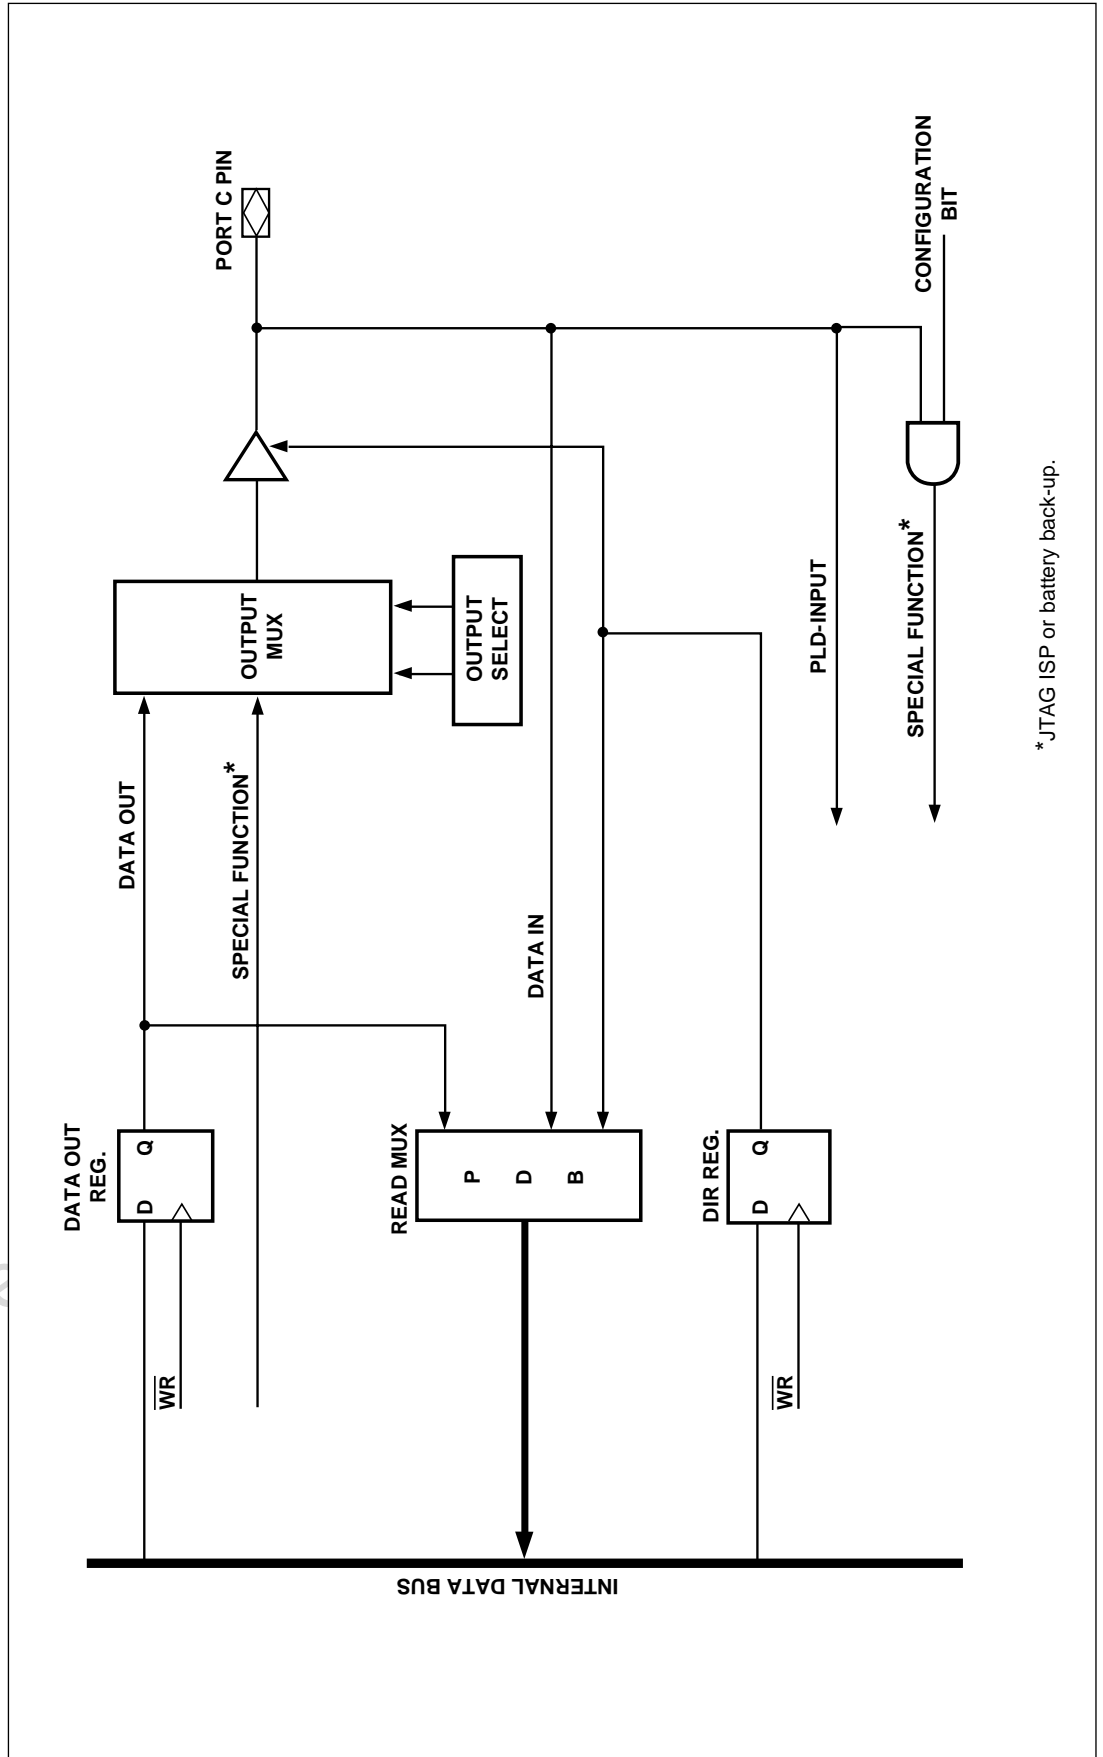 DATA OUT
REG.
D Q
WR
DATA OUT
SPECIAL FUNCTION*
OUTPUT
MUX
PORT C PIN
OUTPUT
SELECT
READ MUX
P
D
B
DATA IN
INTERNAL DATA BUS
DIR REG.
D Q
WR
PLD-INPUT
SPECIAL FUNCTION*
CONFIGURATION
BIT
*JTAG ISP or battery back-up.